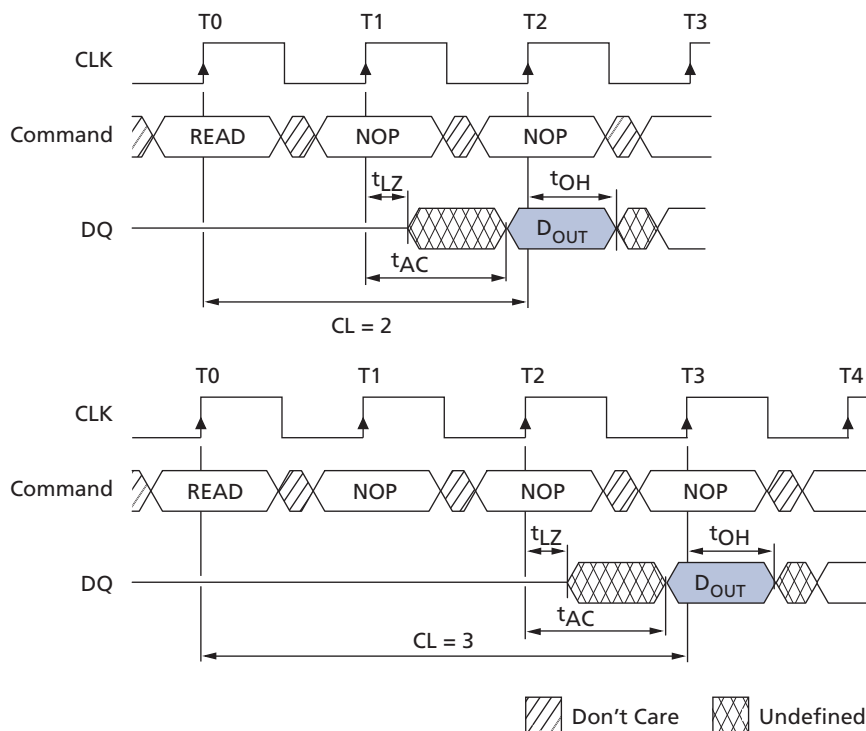 T0 T1 T2 T3
CLK
Command READ NOP NOP
tLZ tOH
DQ DOUT
tAC
CL = 2
T0 T1 T2 T3 T4
CLK
Command READ NOP NOP NOP
tLZ tOH
DQ DOUT
tAC
CL = 3
Don't Care Undefined